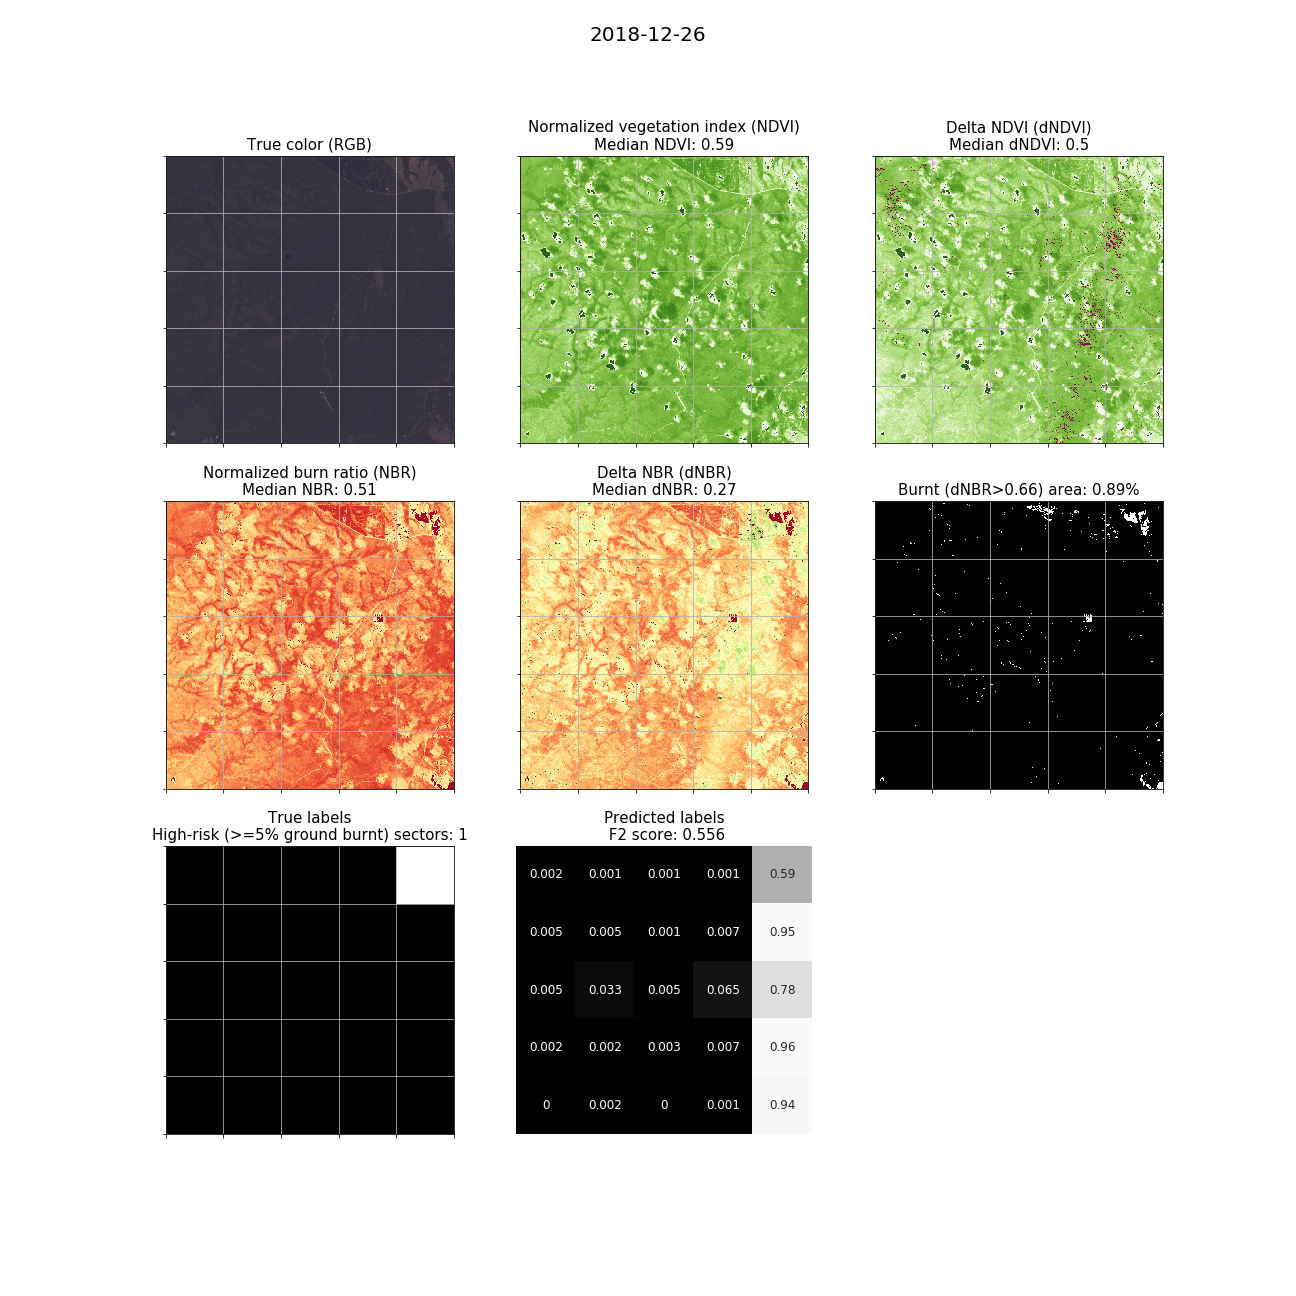 2018-12-26
True color (RGB)
Normalized vegetation index (NDVI)
Median NDVI: 0.59
Delta NDVI (dNDVI)
Median dNDVI: 0.5
Normalized burn ratio (NBR)
Median NBR: 0.51
Delta NBR (dNBR)
Median dNBR: 0.27
Burnt (dNBR>0.66) area: 0.89%
True labels
High-risk (>=5% ground burnt) sectors: 1
Predicted labels
F2 score: 0.556
0.002 0.001 0.001 0.001 0.59
0.005 0.005 0.001 0.007 0.95
0.005 0.033 0.005 0.065 0.78
0.002 0.002 0.003 0.007 0.96
0 0.002 0 0.001 0.94